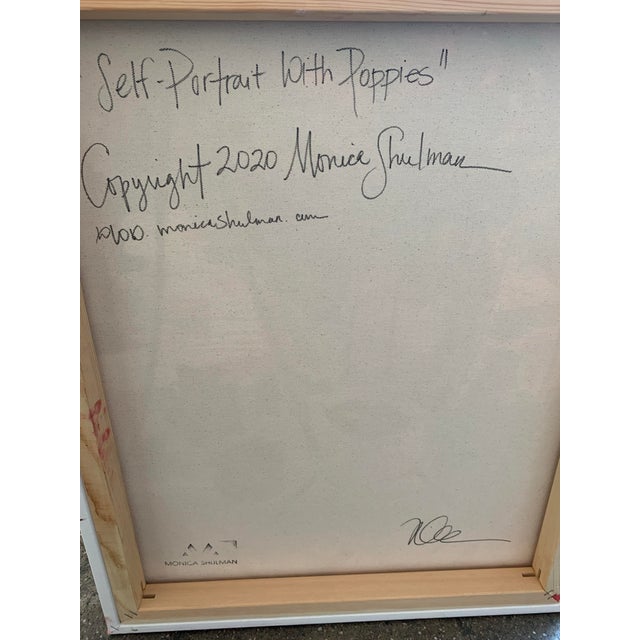 Self-Portrait With Poppies"
Copyright 2020 Monica Shulman
www.monicashulman.com
MONICA SHULMAN